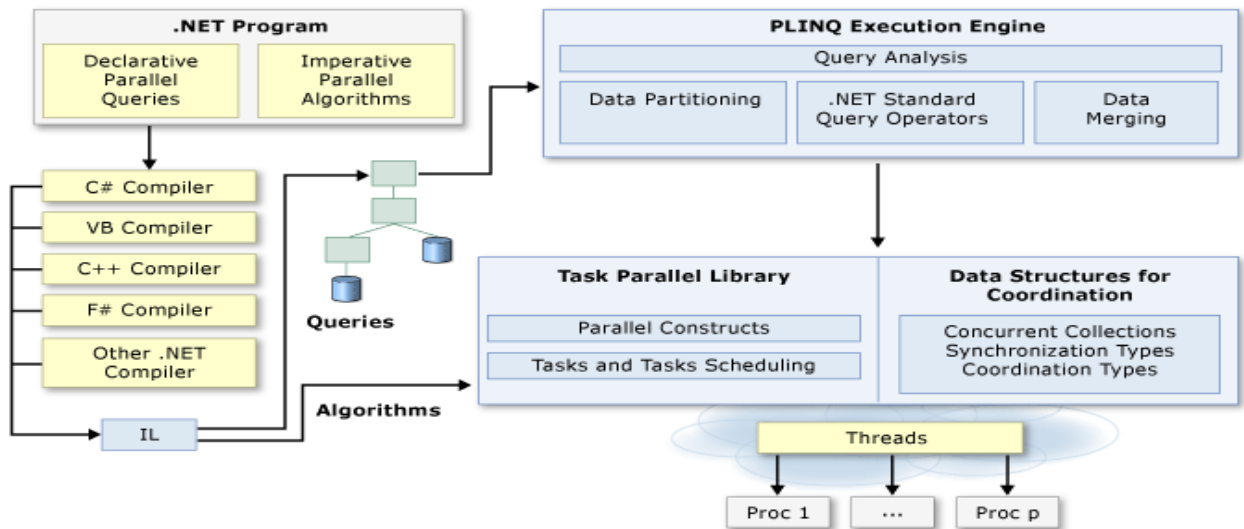 .NET Program
Declarative
Parallel
Queries
Imperative
Parallel
Algorithms
C# Compiler
VB Compiler
C++ Compiler
F# Compiler
Other .NET
Compiler
IL
Queries
Algorithms
PLINQ Execution Engine
Query Analysis
Data Partitioning
.NET Standard
Query Operators
Data
Merging
Task Parallel Library
Parallel Constructs
Tasks and Tasks Scheduling
Data Structures for
Coordination
Concurrent Collections
Synchronization Types
Coordination Types
Threads
Proc 1
...
Proc p